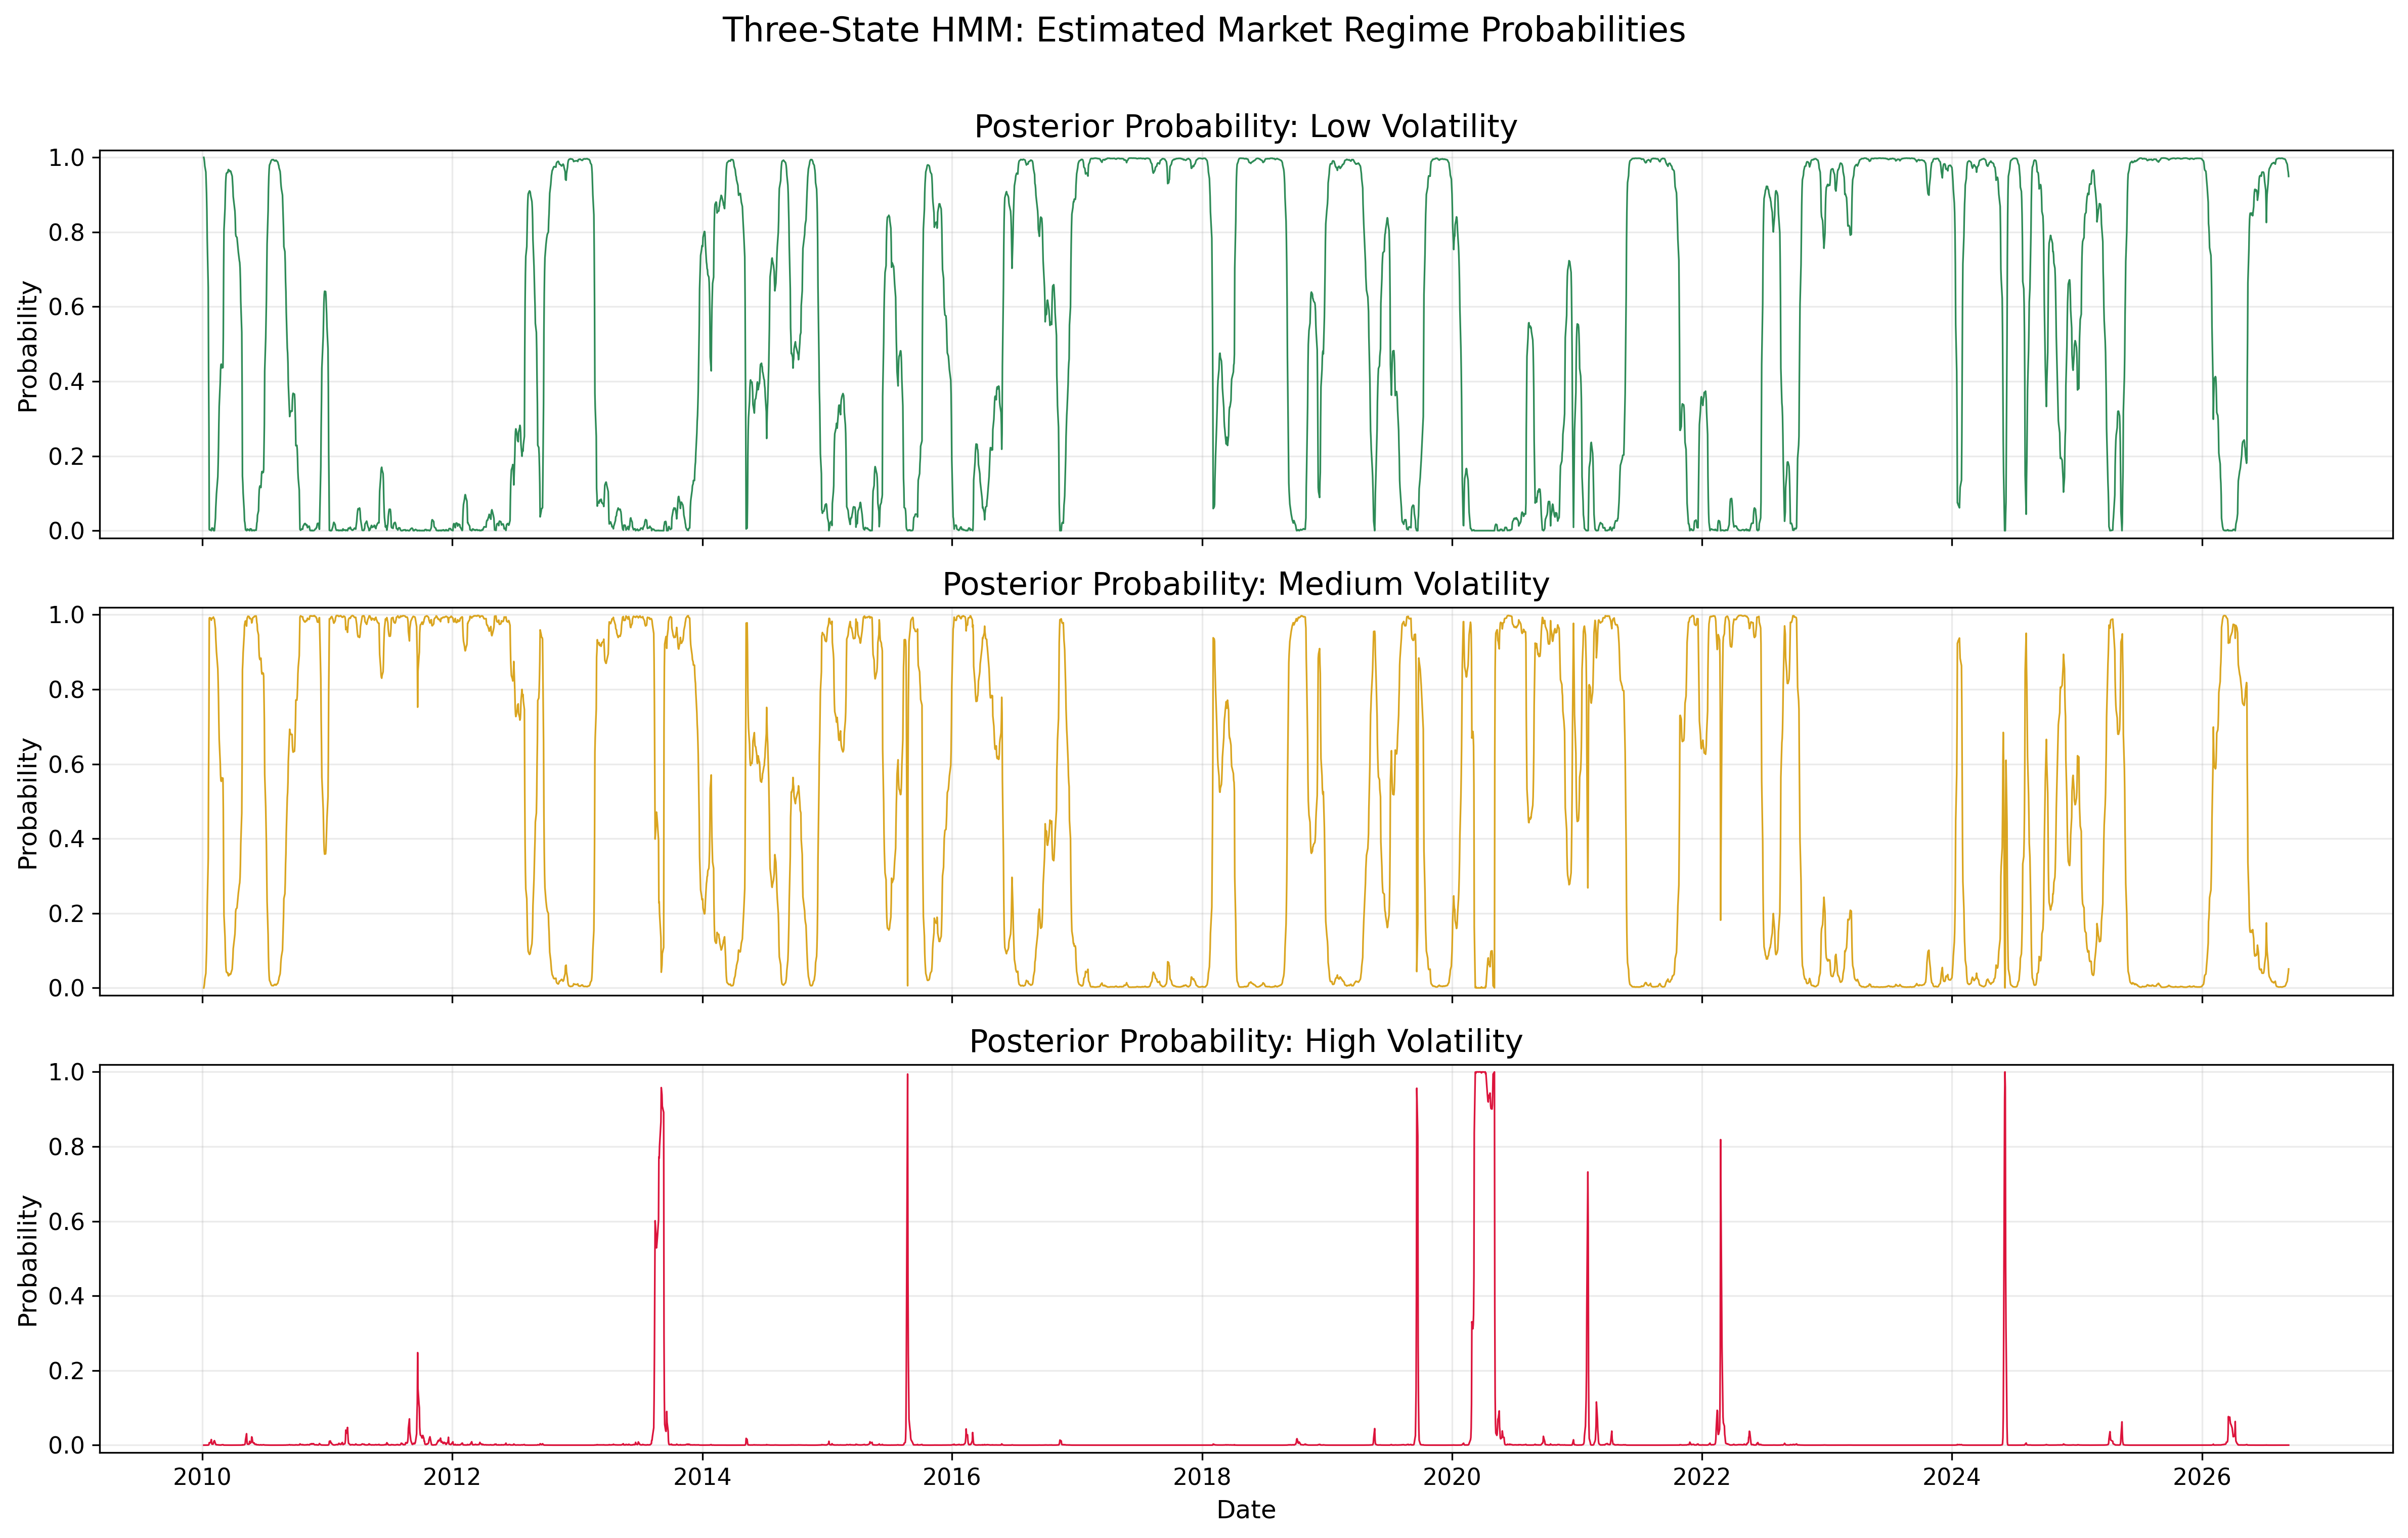 Three-State HMM: Estimated Market Regime Probabilities
Posterior Probability: Low Volatility
Probability
1.0
0.8
0.6
0.4
0.2
0.0
Posterior Probability: Medium Volatility
Probability
1.0
0.8
0.6
0.4
0.2
0.0
Posterior Probability: High Volatility
Probability
1.0
0.8
0.6
0.4
0.2
0.0
2010 2012 2014 2016 2018 2020 2022 2024 2026
Date